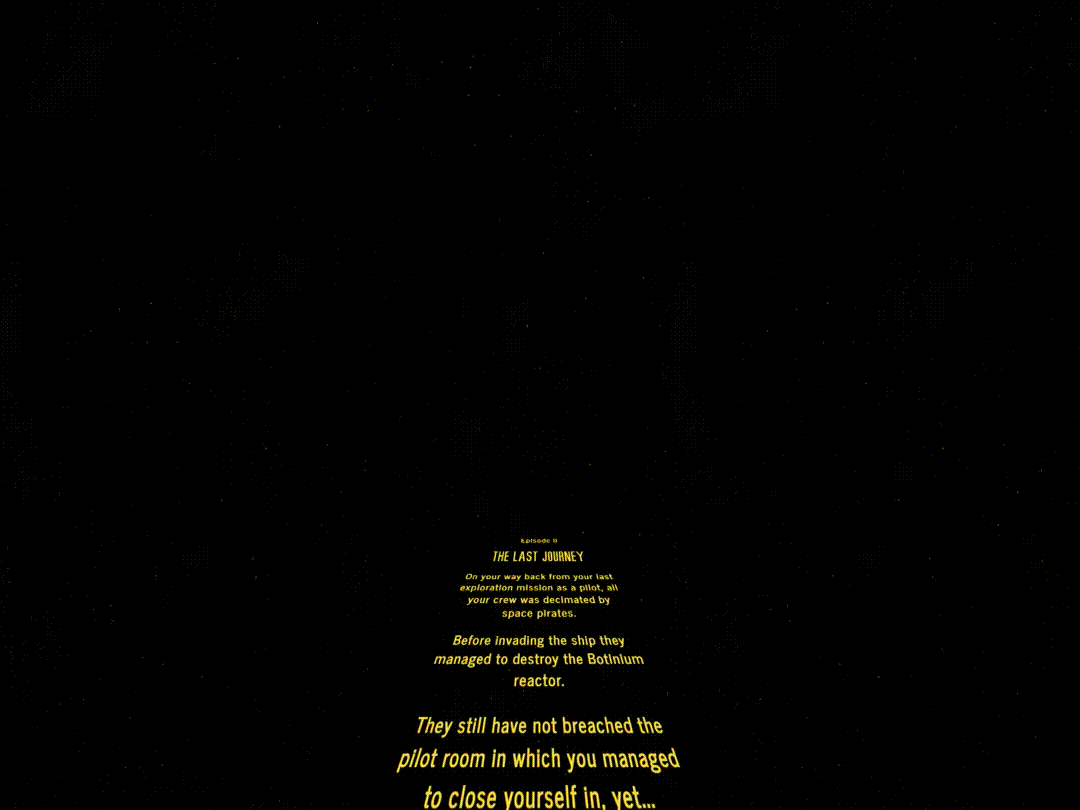 Episode II
THE LAST JOURNEY
On your way back from your last
exploration mission as a pilot, all
your crew was decimated by
space pirates.
Before invading the ship they
managed to destroy the Botinium
reactor.
They still have not breached the
pilot room in which you managed
to close yourself in, yet...